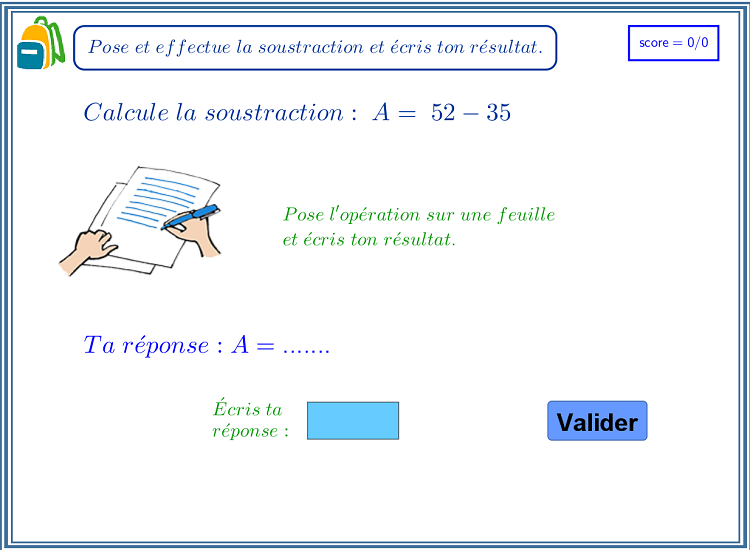 Pose et effectue la soustraction et écris ton résultat.
score = 0/0
Calcule la soustraction : A = 52 − 35
Pose l'opération sur une feuille
et écris ton résultat.
Ta réponse : A = .......
Écris ta
réponse :
Valider